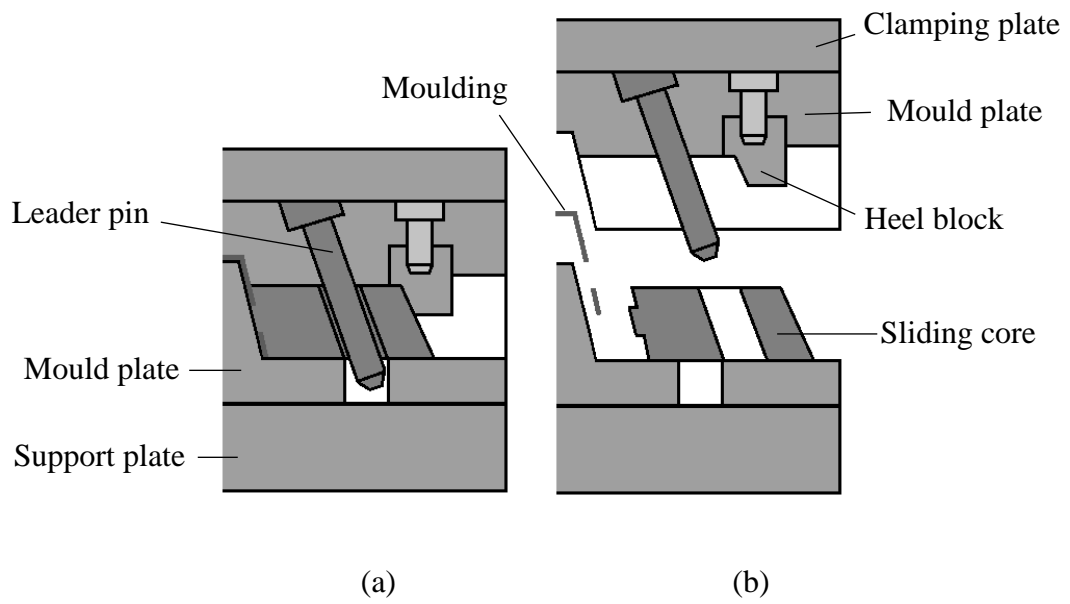 Clamping plate
Moulding
Mould plate
Leader pin
Heel block
Sliding core
Mould plate
Support plate
(a)
(b)